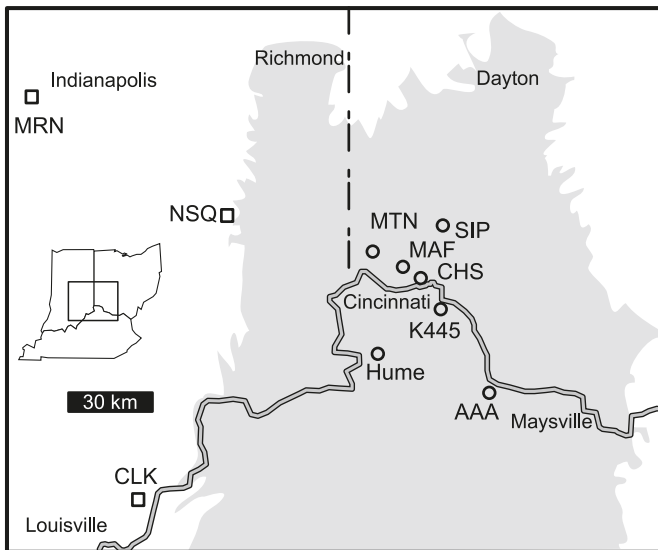 Richmond
Dayton
Indianapolis
MRN
NSQ
MTN
SIP
MAF
CHS
Cincinnati
K445
Hume
30 km
AAA
Maysville
CLK
Louisville